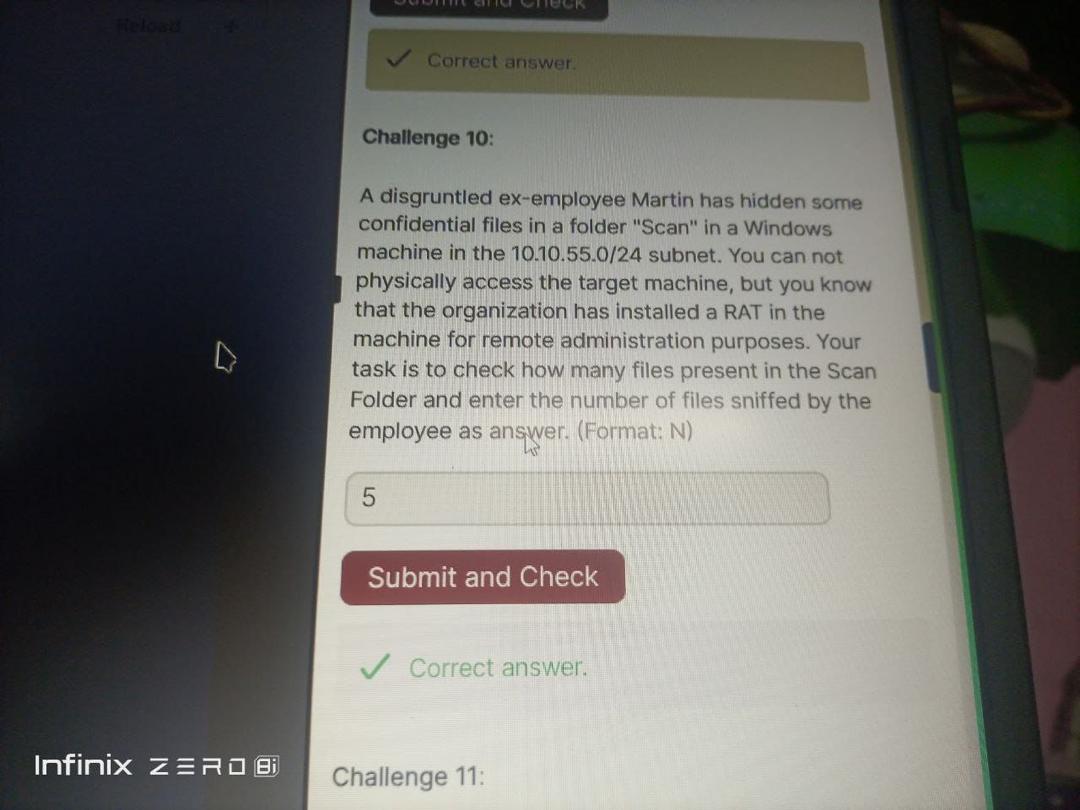 Reload +
Submit and Check
Correct answer.
Challenge 10:
A disgruntled ex-employee Martin has hidden some
confidential files in a folder "Scan" in a Windows
machine in the 10.10.55.0/24 subnet. You can not
physically access the target machine, but you know
that the organization has installed a RAT in the
machine for remote administration purposes. Your
task is to check how many files present in the Scan
Folder and enter the number of files sniffed by the
employee as answer. (Format: N)
5
Submit and Check
Correct answer.
Challenge 11:
Infinix ZERO 8i